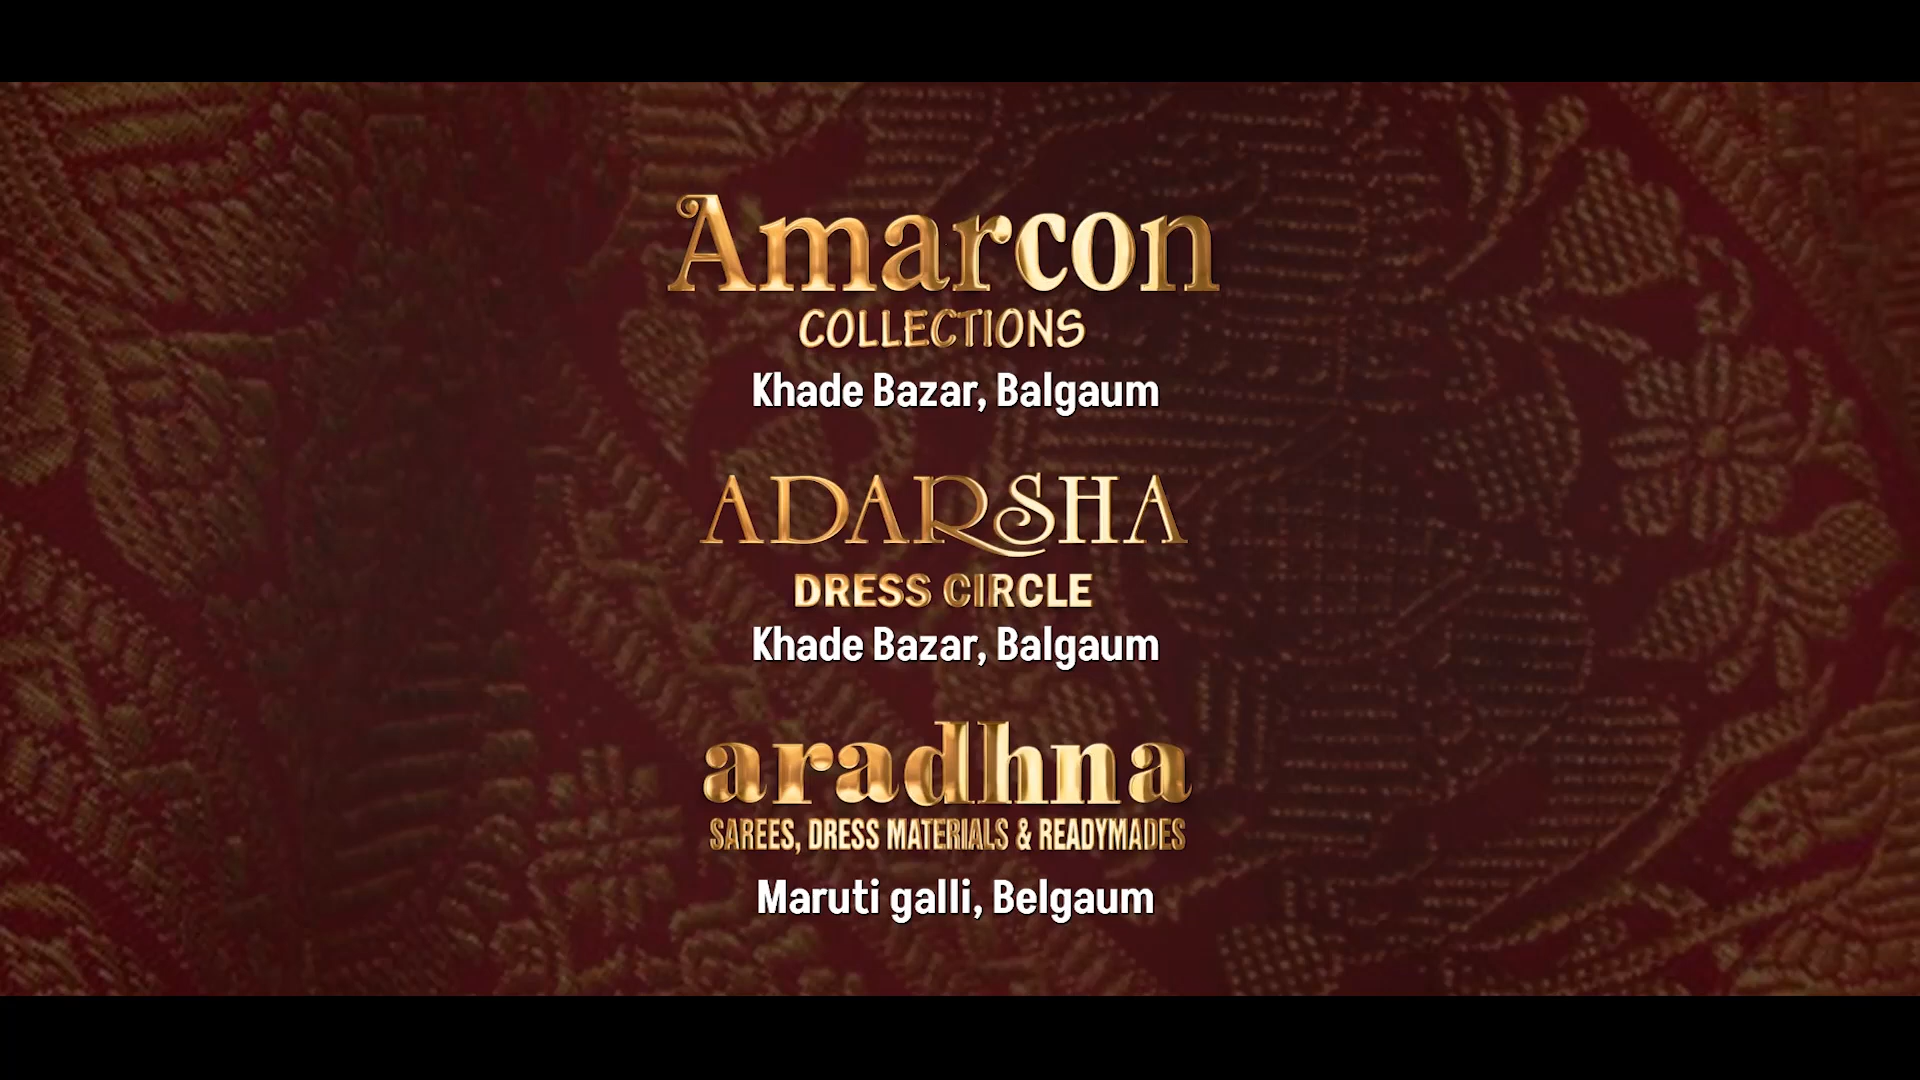 Amarcon
COLLECTIONS
Khade Bazar, Balgaum
ADARSHA
DRESS CIRCLE
Khade Bazar, Balgaum
aradhna
SAREES, DRESS MATERIALS & READYMADES
Maruti galli, Belgaum